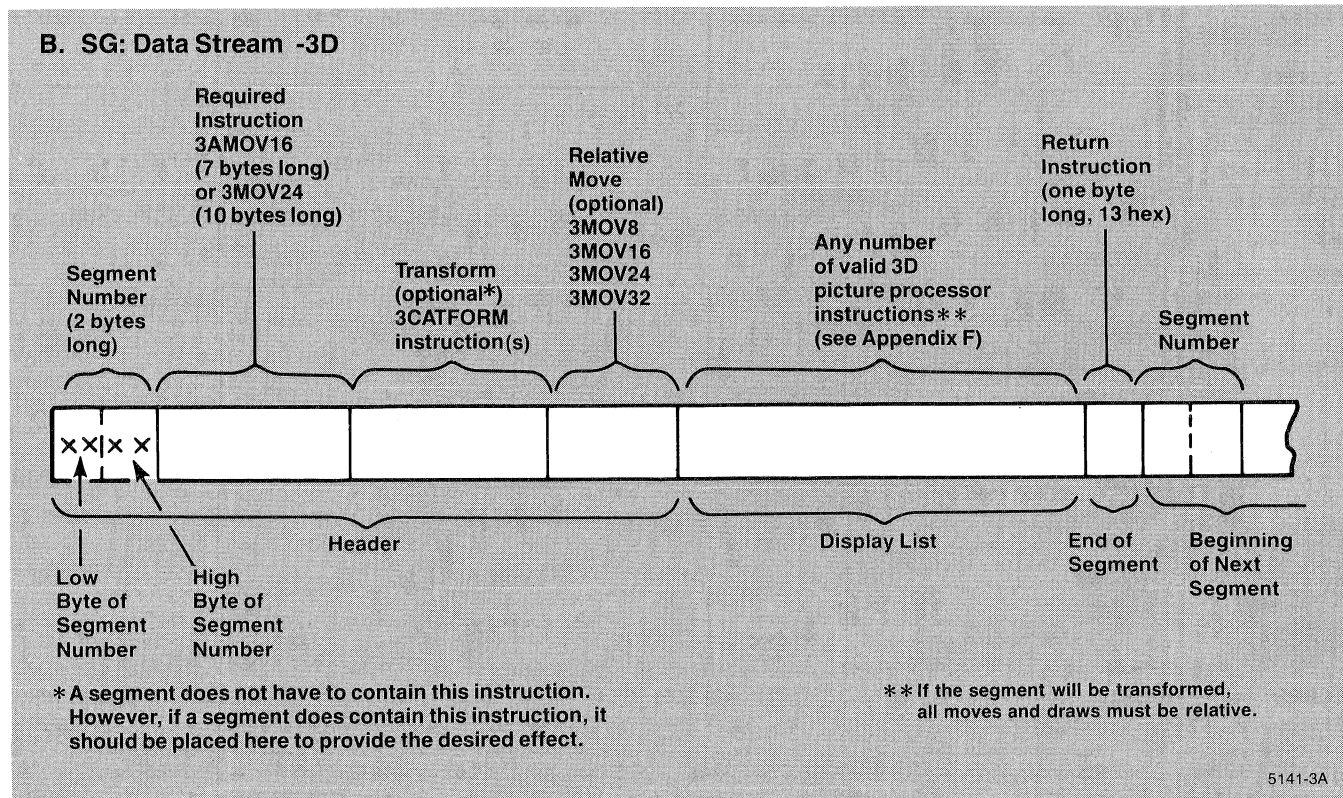 B. SG: Data Stream -3D
Required
Instruction
3AMOV16
(7 bytes long)
or 3MOV24
(10 bytes long)
Segment
Number
(2 bytes
long)
Transform
(optional*)
3CATFORM
instruction(s)
Relative
Move
(optional)
3MOV8
3MOV16
3MOV24
3MOV32
Any number
of valid 3D
picture processor
instructions**
(see Appendix F)
Return
Instruction
(one byte
long, 13 hex)
Segment
Number
××××
Header
Display List
End of
Segment
Beginning
of Next
Segment
Low
Byte of
Segment
Number
High
Byte of
Segment
Number
*A segment does not have to contain this instruction.
However, if a segment does contain this instruction, it
should be placed here to provide the desired effect.
**If the segment will be transformed,
all moves and draws must be relative.
5141-3A